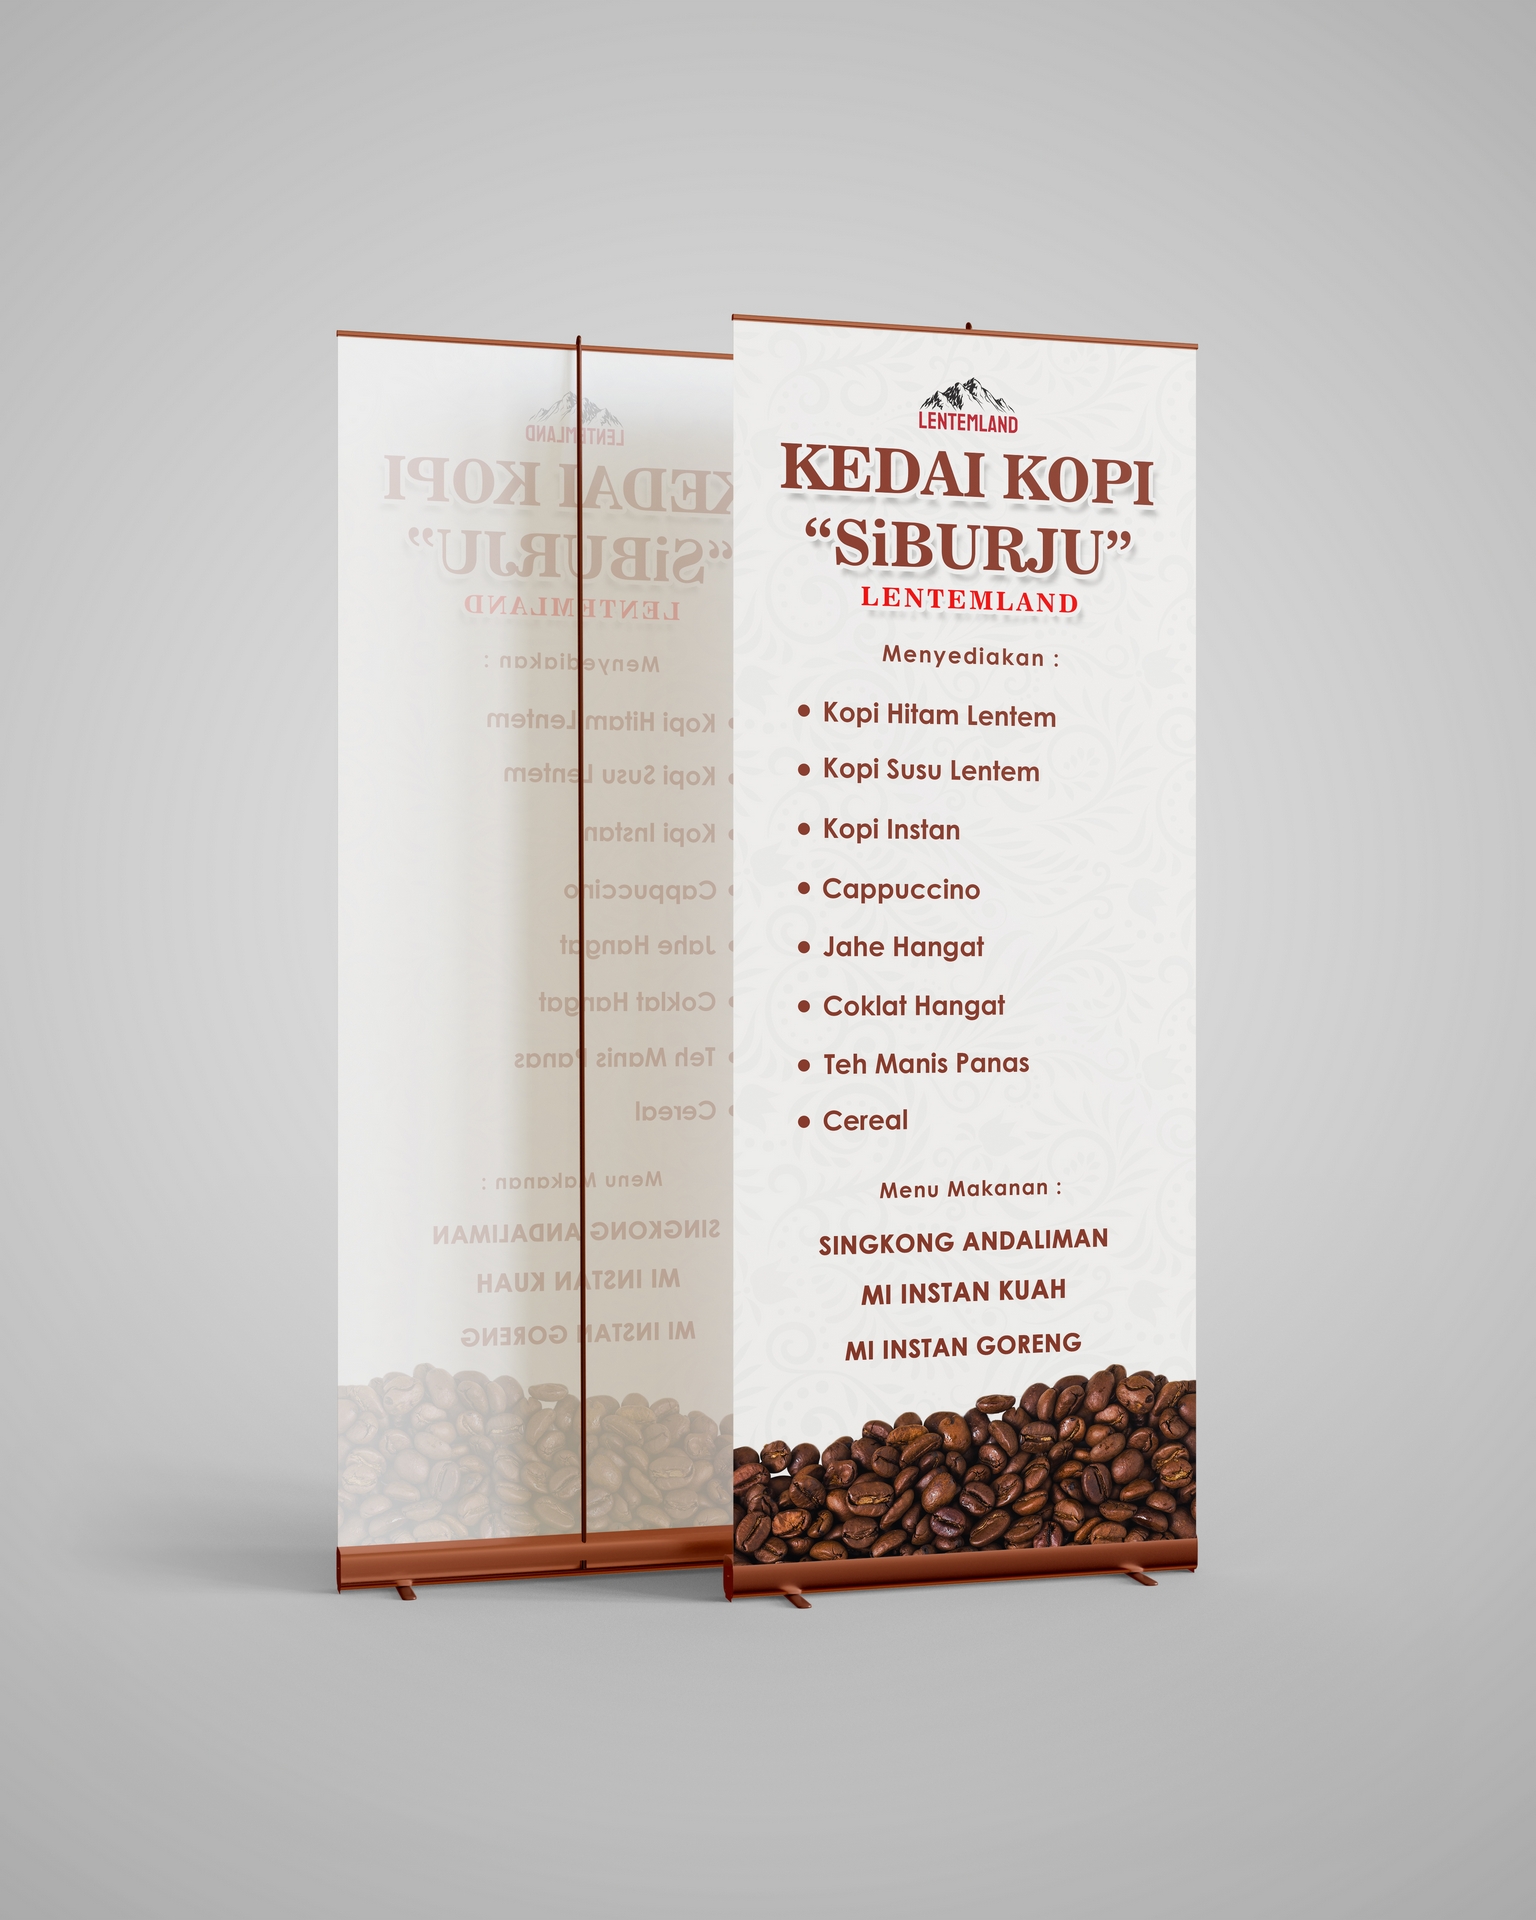 LENTEMLAND
KEDAI KOPI
“SiBURJU”
LENTEMLAND
Menyediakan :
• Kopi Hitam Lentem
• Kopi Susu Lentem
• Kopi Instan
• Cappuccino
• Jahe Hangat
• Coklat Hangat
• Teh Manis Panas
• Cereal
Menu Makanan :
SINGKONG ANDALIMAN
MI INSTAN KUAH
MI INSTAN GORENG